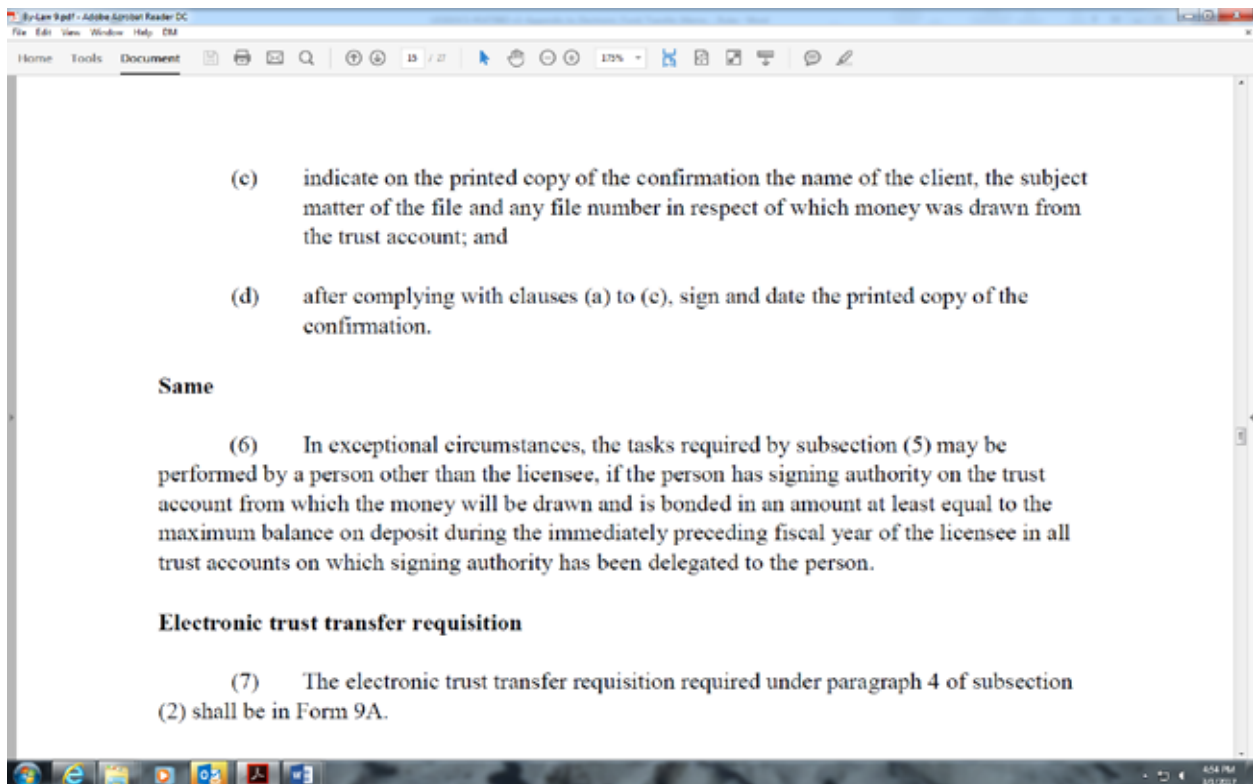 By-Law 9.pdf - Adobe Acrobat Reader DC
File Edit View Window Help
Home Tools Document 15 / 27 175%
(c) indicate on the printed copy of the confirmation the name of the client, the subject
matter of the file and any file number in respect of which money was drawn from
the trust account; and
(d) after complying with clauses (a) to (c), sign and date the printed copy of the
confirmation.
Same
(6) In exceptional circumstances, the tasks required by subsection (5) may be
performed by a person other than the licensee, if the person has signing authority on the trust
account from which the money will be drawn and is bonded in an amount at least equal to the
maximum balance on deposit during the immediately preceding fiscal year of the licensee in all
trust accounts on which signing authority has been delegated to the person.
Electronic trust transfer requisition
(7) The electronic trust transfer requisition required under paragraph 4 of subsection
(2) shall be in Form 9A.
4:54 PM